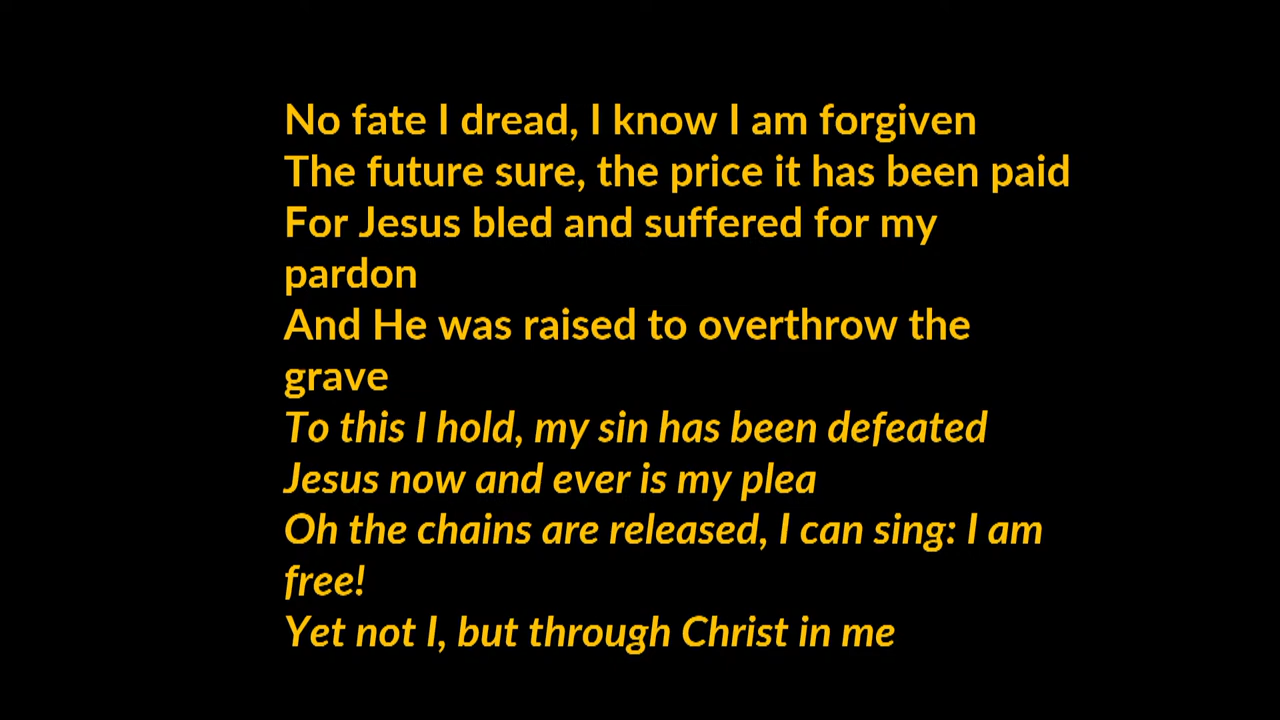 No fate I dread, I know I am forgiven
The future sure, the price it has been paid
For Jesus bled and suffered for my
pardon
And He was raised to overthrow the
grave
To this I hold, my sin has been defeated
Jesus now and ever is my plea
Oh the chains are released, I can sing: I am
free!
Yet not I, but through Christ in me